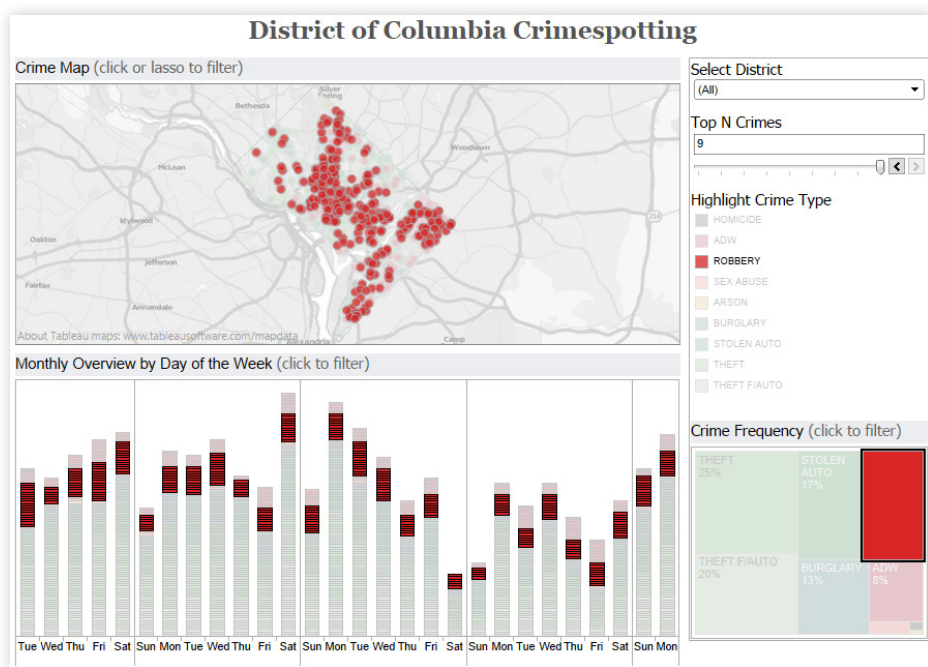 District of Columbia Crimespotting
Crime Map (click or lasso to filter)
Silver
Spring
Bethesda
Woodlawn
McLean
Idylwood
214
Oakton
Jefferson
Fairfax
Annandale
About Tableau maps: www.tableausoftware.com/mapdata
Alexandria
Camp
Select District
(All)
Top N Crimes
9
Highlight Crime Type
HOMICIDE
ADW
ROBBERY
SEX ABUSE
ARSON
BURGLARY
STOLEN AUTO
THEFT
THEFT F/AUTO
Monthly Overview by Day of the Week (click to filter)
Tue Wed Thu Fri Sat Sun Mon Tue Wed Thu Fri Sat Sun Mon Tue Wed Thu Fri Sat Sun Mon Tue Wed Thu Fri Sat Sun Mon
Crime Frequency (click to filter)
THEFT
25%
STOLEN
AUTO
17%
THEFT F/AUTO
20%
BURGLARY
13%
ADW
8%